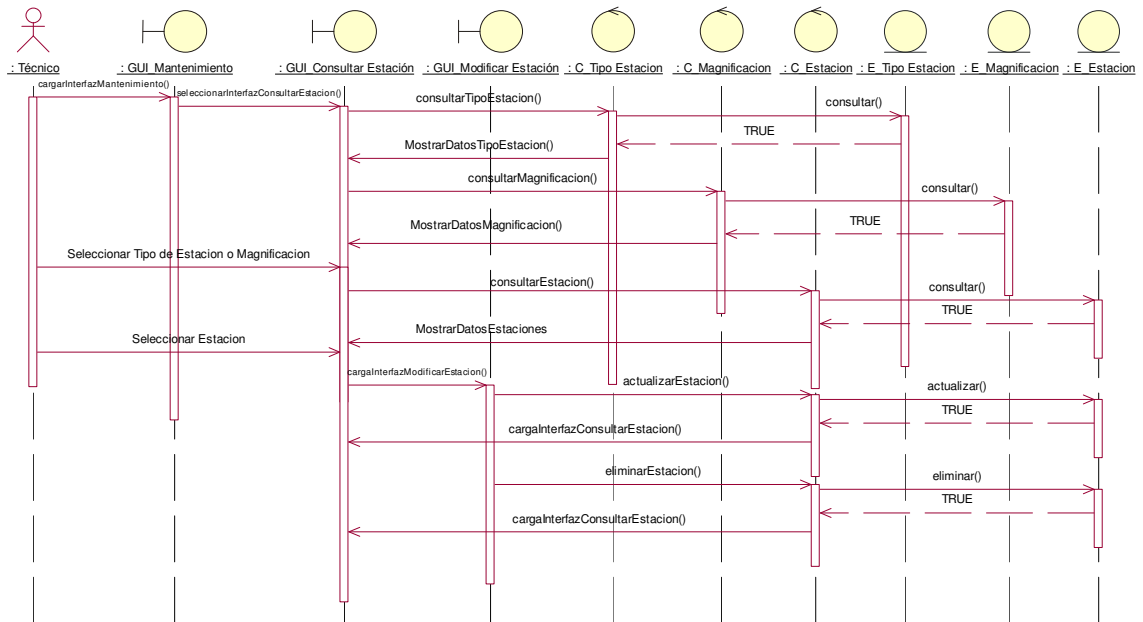 : Técnico
: GUI_Mantenimiento
: GUI_Consultar Estación
: GUI_Modificar Estación
: C_Tipo Estacion
: C_Magnificacion
: C_Estacion
: E_Tipo Estacion
: E_Magnificacion
: E_Estacion
cargarInterfazMantenimiento()
seleccionarInterfazConsultarEstacion()
consultarTipoEstacion()
consultar()
TRUE
MostrarDatosTipoEstacion()
consultarMagnificacion()
consultar()
TRUE
MostrarDatosMagnificacion()
Seleccionar Tipo de Estacion o Magnificacion
consultarEstacion()
consultar()
TRUE
MostrarDatosEstaciones
Seleccionar Estacion
cargaInterfazModificarEstacion()
actualizarEstacion()
actualizar()
TRUE
cargaInterfazConsultarEstacion()
eliminarEstacion()
eliminar()
TRUE
cargaInterfazConsultarEstacion()